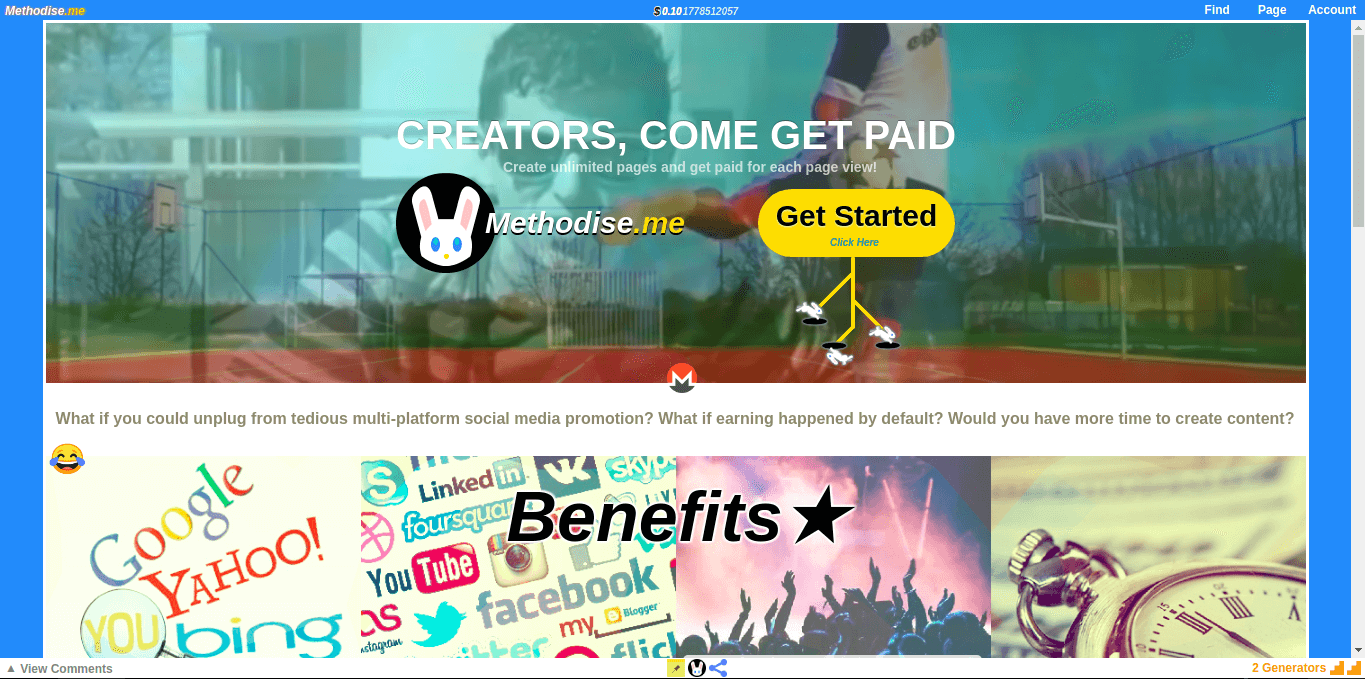 Methodise.me
$ 0.101778512057
Find
Page
Account
CREATORS, COME GET PAID
Create unlimited pages and get paid for each page view!
Methodise.me
Get Started
Click Here
What if you could unplug from tedious multi-platform social media promotion? What if earning happened by default? Would you have more time to create content?
Benefits★
Google
YAHOO!
YOU
bing
LinkedIn
VK
skype
foursquare
YouTube
facebook
my
Blogger
Instagram
twitter
flick
▲ View Comments
2 Generators